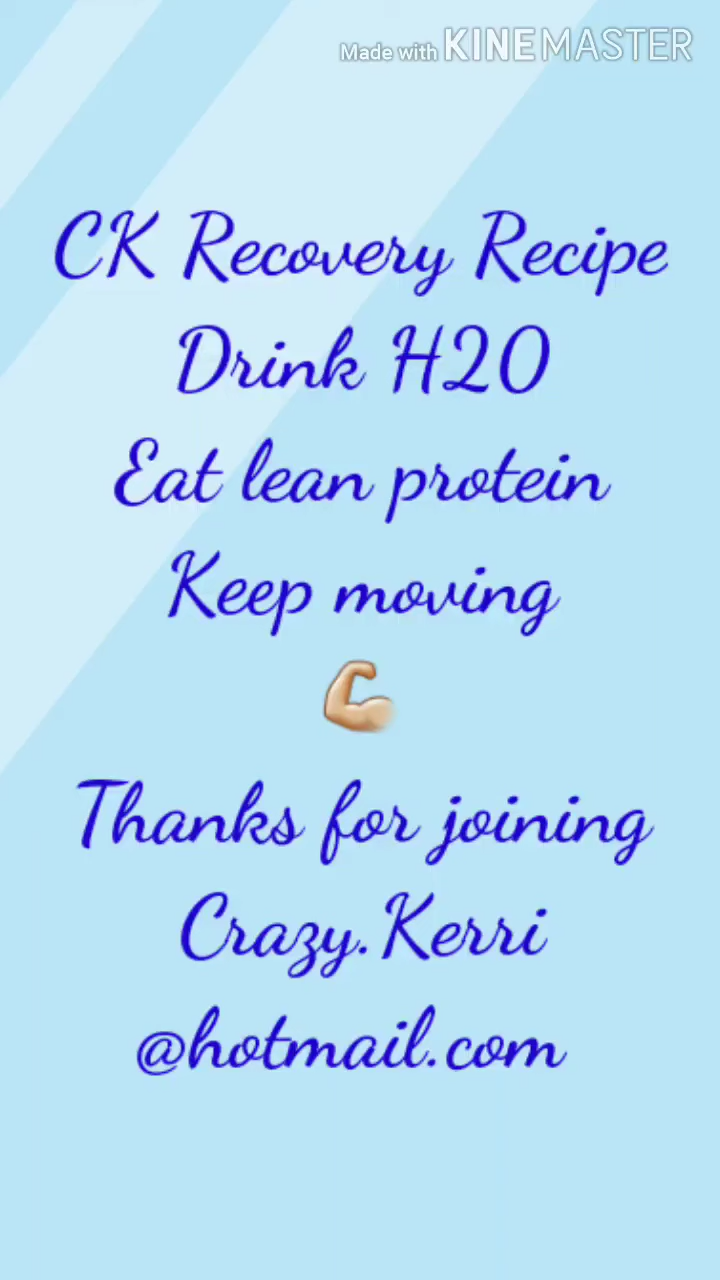 Made with KINEMASTER
CK Recovery Recipe
Drink H2O
Eat lean protein
Keep moving
💪🏼
Thanks for joining
Crazy.Kerri
@hotmail.com